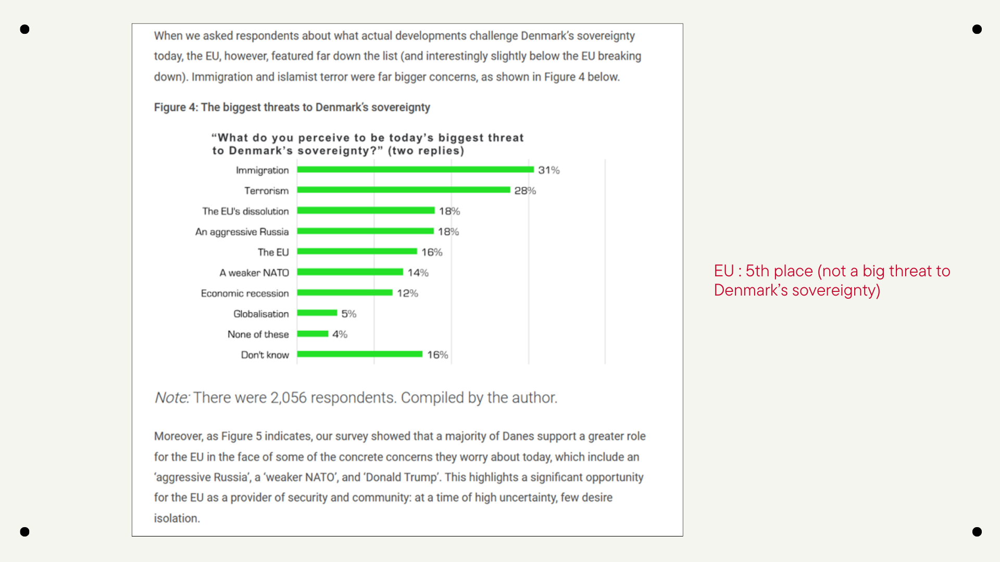 When we asked respondents about what actual developments challenge Denmark's sovereignty
today, the EU, however, featured far down the list (and interestingly slightly below the EU breaking
down). Immigration and islamist terror were far bigger concerns, as shown in Figure 4 below.
Figure 4: The biggest threats to Denmark's sovereignty
“What do you perceive to be today's biggest threat
to Denmark's sovereignty?” (two replies)
Immigration 31%
Terrorism 28%
The EU's dissolution 18%
An aggressive Russia 18%
The EU 16%
A weaker NATO 14%
Economic recession 12%
Globalisation 5%
None of these 4%
Don't know 16%
EU : 5th place (not a big threat to
Denmark's sovereignty)
Note: There were 2,056 respondents. Compiled by the author.
Moreover, as Figure 5 indicates, our survey showed that a majority of Danes support a greater role
for the EU in the face of some of the concrete concerns they worry about today, which include an
‘aggressive Russia’, a ‘weaker NATO’, and ‘Donald Trump’. This highlights a significant opportunity
for the EU as a provider of security and community: at a time of high uncertainty, few desire
isolation.